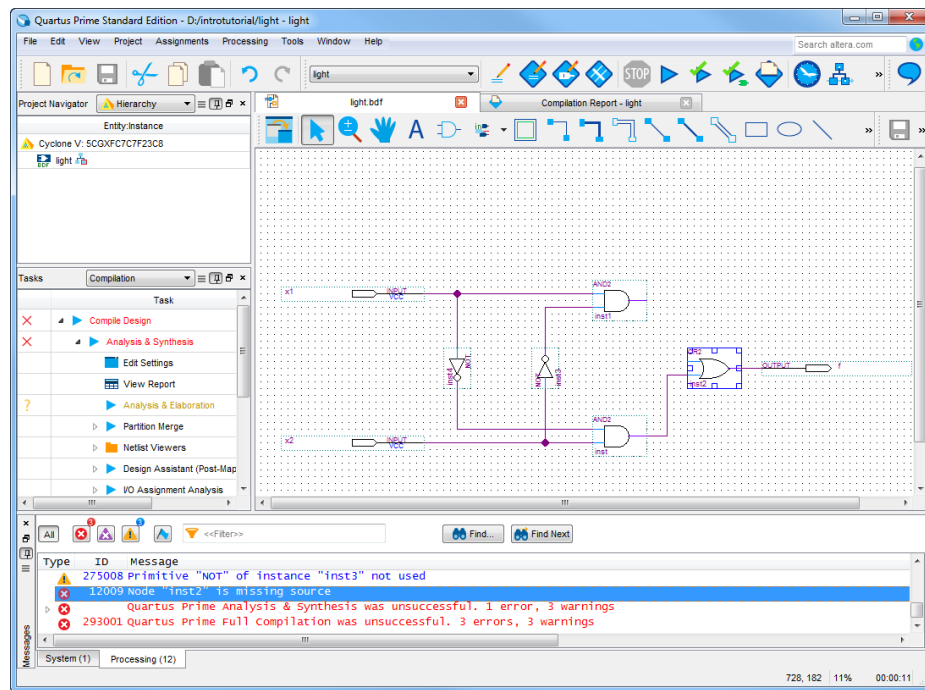 Quartus Prime Standard Edition - D:/introtutorial/light - light
File Edit View Project Assignments Processing Tools Window Help
Search altera.com
light
STOP
»
Project Navigator Hierarchy
light.bdf
Compilation Report - light
Entity:Instance
Cyclone V: 5CGXFC7C7F23C8
light
A
»
Tasks Compilation
Task
Compile Design
Analysis & Synthesis
Edit Settings
View Report
? Analysis & Elaboration
Partition Merge
Netlist Viewers
Design Assistant (Post-Map
I/O Assignment Analysis
x1 INPUT VCC
AND2
inst1
inst4 NOT
NOT inst3
OR2
inst2
OUTPUT f
AND2
x2 INPUT VCC
inst
All 3 3 <<Filter>> Find... Find Next
Type ID Message
275008 Primitive "NOT" of instance "inst3" not used
12009 Node "inst2" is missing source
Quartus Prime Analysis & Synthesis was unsuccessful. 1 error, 3 warnings
293001 Quartus Prime Full Compilation was unsuccessful. 3 errors, 3 warnings
Messages
System (1) Processing (12)
728, 182 11% 00:00:11